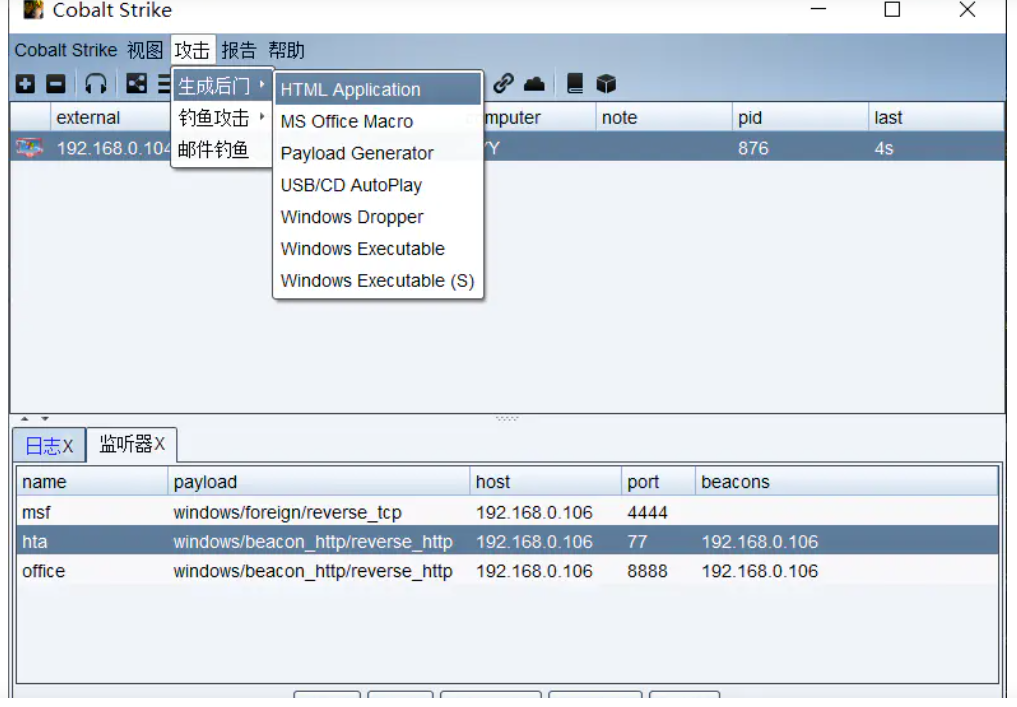 Cobalt Strike
Cobalt Strike 视图 攻击 报告 帮助
生成后门
钓鱼攻击
邮件钓鱼
HTML Application
MS Office Macro
Payload Generator
USB/CD AutoPlay
Windows Dropper
Windows Executable
Windows Executable (S)
external note pid last
192.168.0.104 876 4s
日志X 监听器X
name payload host port beacons
msf windows/foreign/reverse_tcp 192.168.0.106 4444
hta windows/beacon_http/reverse_http 192.168.0.106 77 192.168.0.106
office windows/beacon_http/reverse_http 192.168.0.106 8888 192.168.0.106